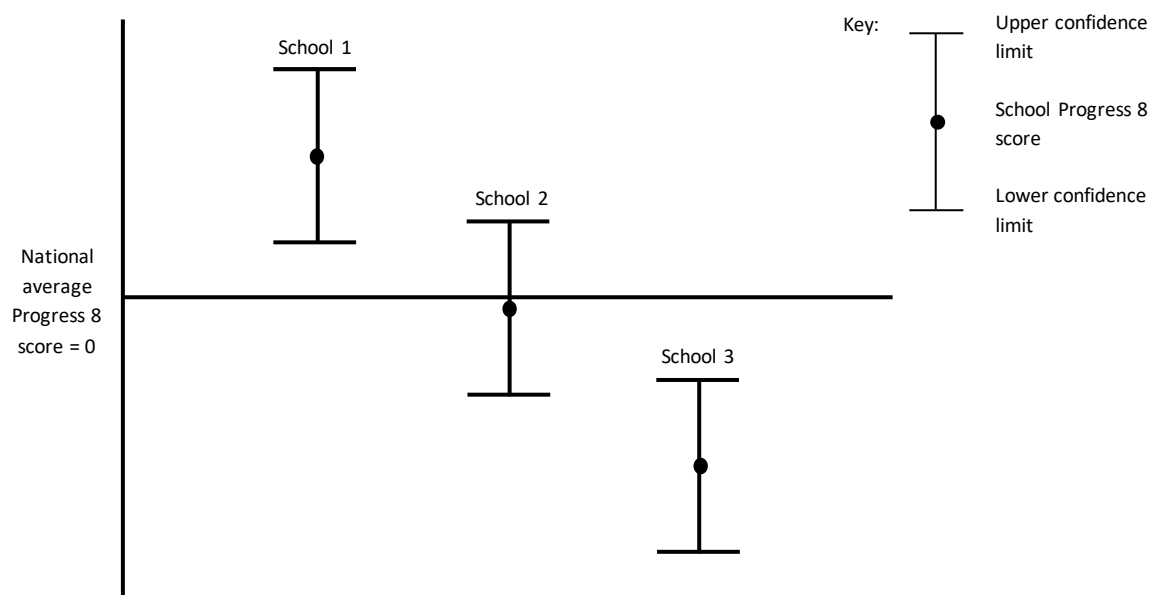 Key:
Upper confidence
limit
School Progress 8
score
Lower confidence
limit
School 1
School 2
National
average
Progress 8
score = 0
School 3